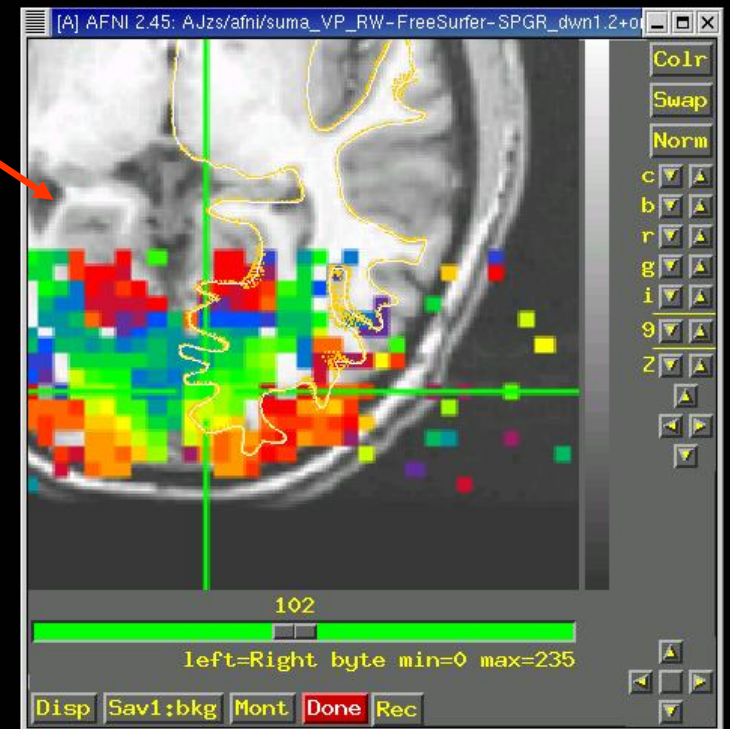 [A] AFNI 2.45: AJzs/afni/suma_VP_RW-FreeSurfer-SPGR_dwn1.2+o
Colr
Swap
Norm
c
b
r
g
i
9
Z
102
left=Right byte min=0 max=235
Disp Sav1:bkg Mont Done Rec